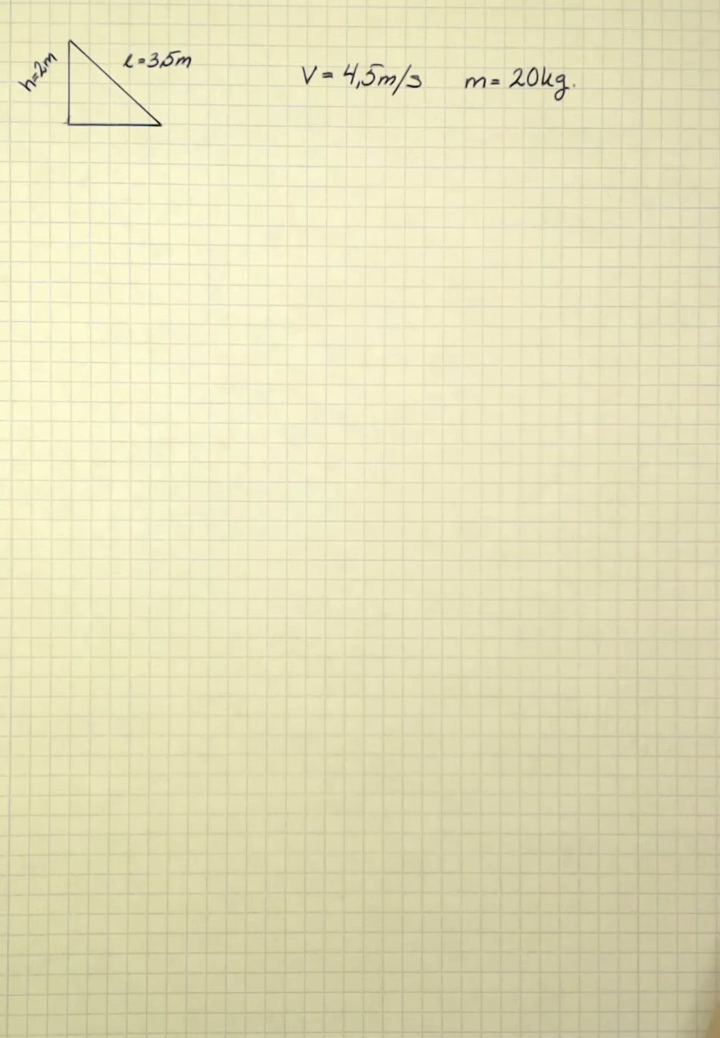 h=2m
l=3,5m
V = 4,5m/s m= 20kg.